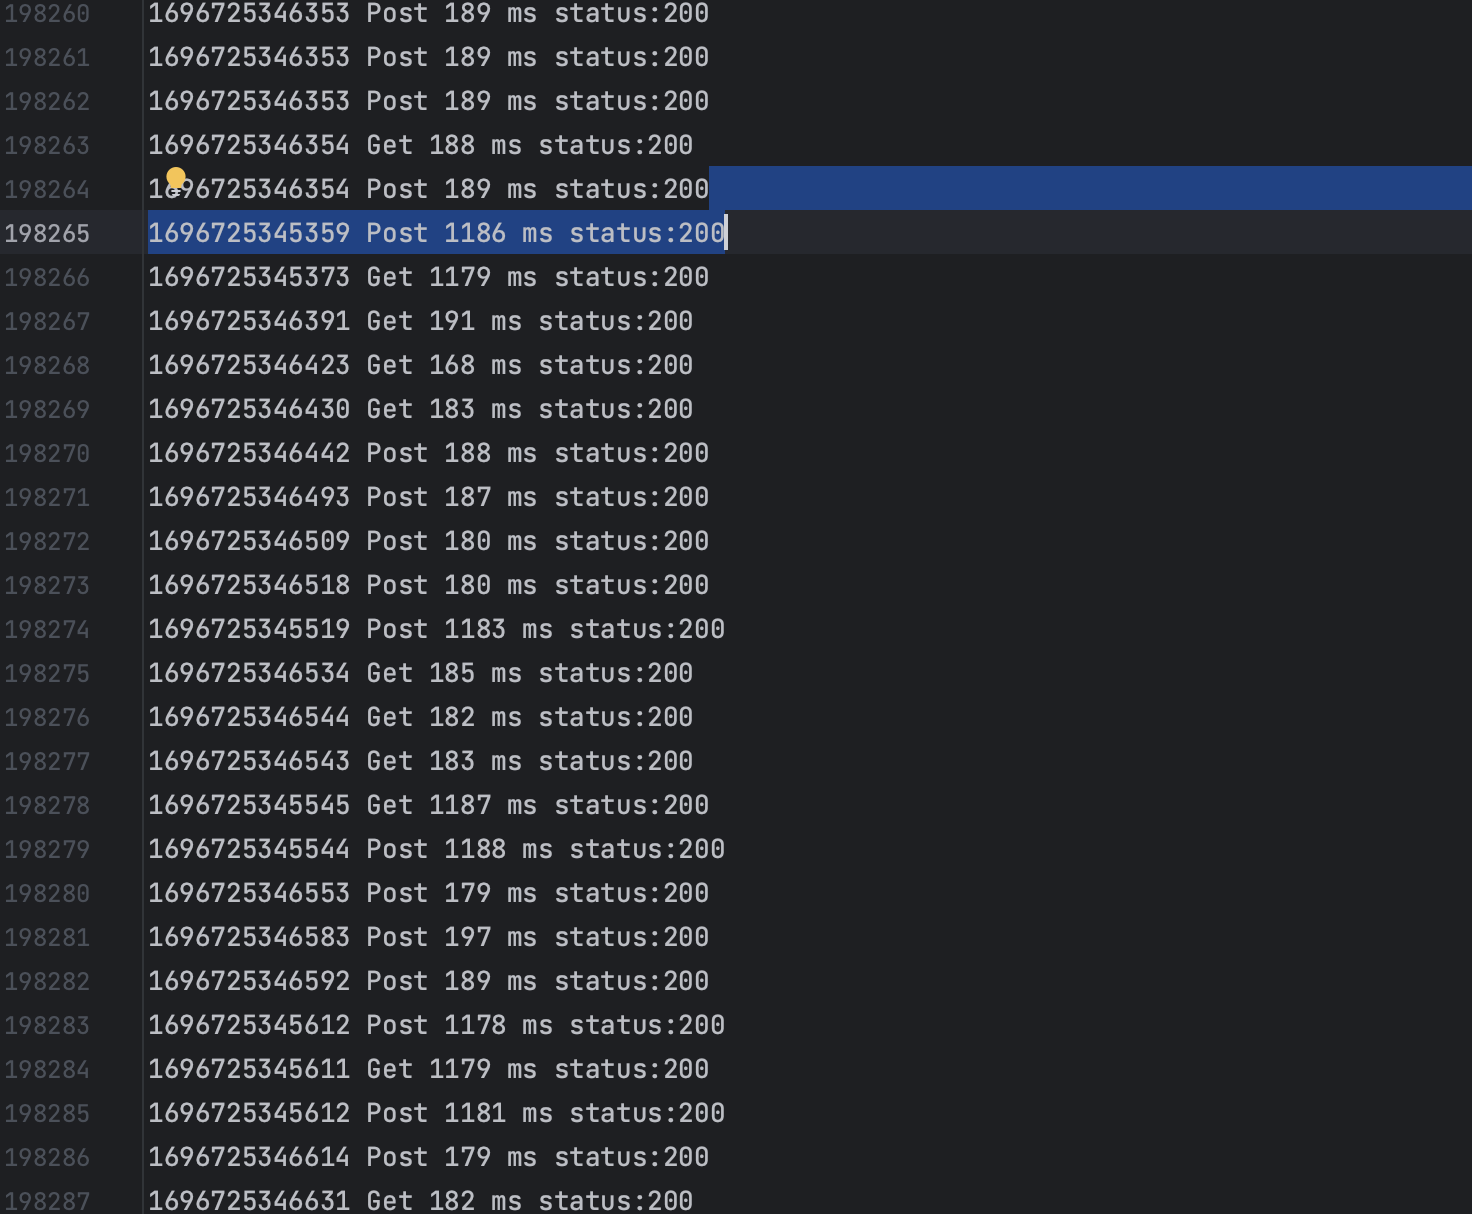 198260 1696725346353 Post 189 ms status:200
198261 1696725346353 Post 189 ms status:200
198262 1696725346353 Post 189 ms status:200
198263 1696725346354 Get 188 ms status:200
198264 1696725346354 Post 189 ms status:200
198265 1696725345359 Post 1186 ms status:200
198266 1696725345373 Get 1179 ms status:200
198267 1696725346391 Get 191 ms status:200
198268 1696725346423 Get 168 ms status:200
198269 1696725346430 Get 183 ms status:200
198270 1696725346442 Post 188 ms status:200
198271 1696725346493 Post 187 ms status:200
198272 1696725346509 Post 180 ms status:200
198273 1696725346518 Post 180 ms status:200
198274 1696725345519 Post 1183 ms status:200
198275 1696725346534 Get 185 ms status:200
198276 1696725346544 Get 182 ms status:200
198277 1696725346543 Get 183 ms status:200
198278 1696725345545 Get 1187 ms status:200
198279 1696725345544 Post 1188 ms status:200
198280 1696725346553 Post 179 ms status:200
198281 1696725346583 Post 197 ms status:200
198282 1696725346592 Post 189 ms status:200
198283 1696725345612 Post 1178 ms status:200
198284 1696725345611 Get 1179 ms status:200
198285 1696725345612 Post 1181 ms status:200
198286 1696725346614 Post 179 ms status:200
198287 1696725346631 Get 182 ms status:200